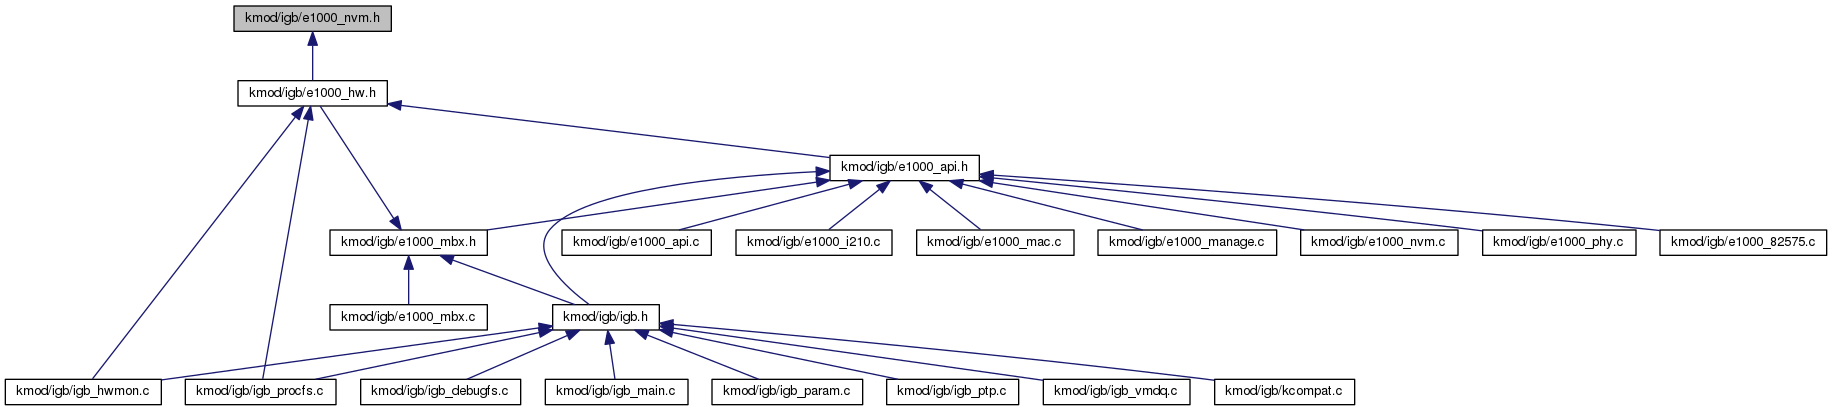 kmod/igb/e1000_nvm.h
kmod/igb/e1000_hw.h
kmod/igb/e1000_api.h
kmod/igb/e1000_mbx.h
kmod/igb/e1000_api.c
kmod/igb/e1000_i210.c
kmod/igb/e1000_mac.c
kmod/igb/e1000_manage.c
kmod/igb/e1000_nvm.c
kmod/igb/e1000_phy.c
kmod/igb/e1000_82575.c
kmod/igb/e1000_mbx.c
kmod/igb/igb.h
kmod/igb/igb_hwmon.c
kmod/igb/igb_procfs.c
kmod/igb/igb_debugfs.c
kmod/igb/igb_main.c
kmod/igb/igb_param.c
kmod/igb/igb_ptp.c
kmod/igb/igb_vmdq.c
kmod/igb/kcompat.c